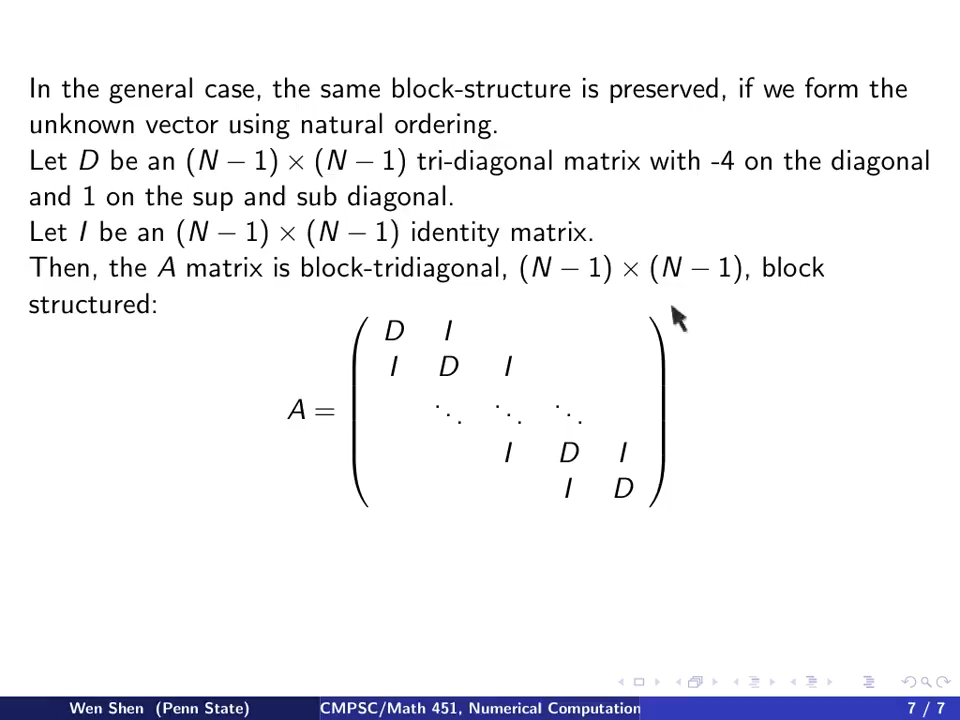 In the general case, the same block-structure is preserved, if we form the
unknown vector using natural ordering.
Let D be an (N − 1) × (N − 1) tri-diagonal matrix with -4 on the diagonal
and 1 on the sup and sub diagonal.
Let I be an (N − 1) × (N − 1) identity matrix.
Then, the A matrix is block-tridiagonal, (N − 1) × (N − 1), block
structured:
D I
I D I
A = ⋱ ⋱ ⋱
I D I
I D
Wen Shen (Penn State) CMPSC/Math 451, Numerical Computation 7 / 7